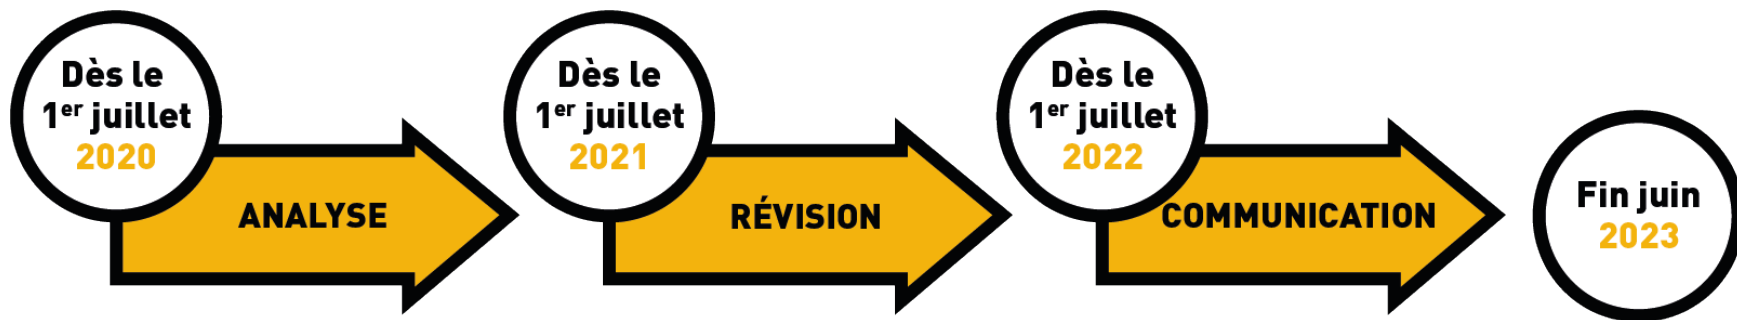 Dès le
1er juillet
2020
ANALYSE
Dès le
1er juillet
2021
RÉVISION
Dès le
1er juillet
2022
COMMUNICATION
Fin juin
2023